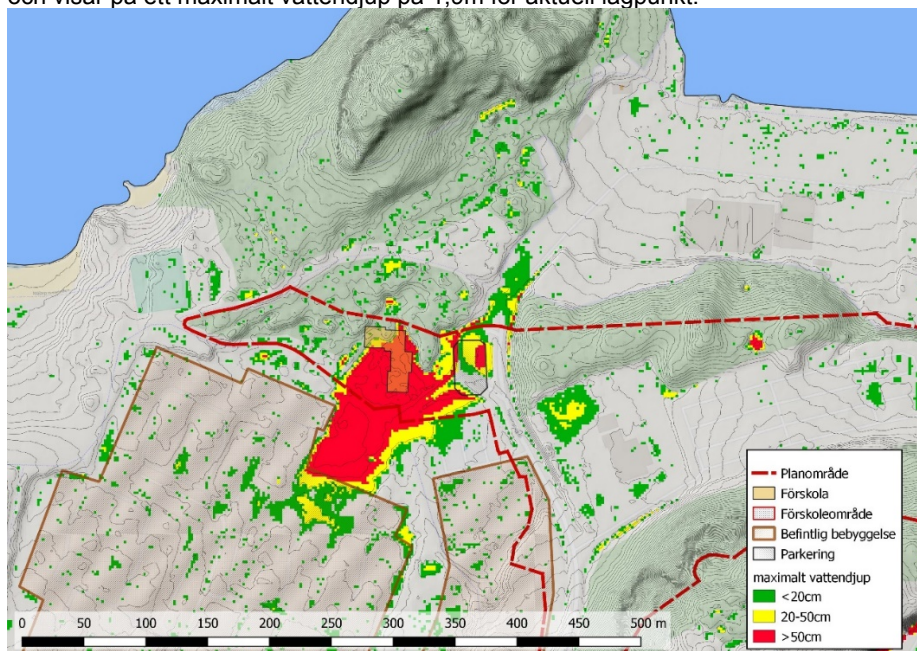 och visar på ett maximalt vattendjup på 1,6m för aktuell lågpunkt.
Planområde
Förskola
Förskoleområde
Befintlig bebyggelse
Parkering
maximalt vattendjup
<20cm
20-50cm
>50cm
0 50 100 150 200 250 300 350 400 450 500 m